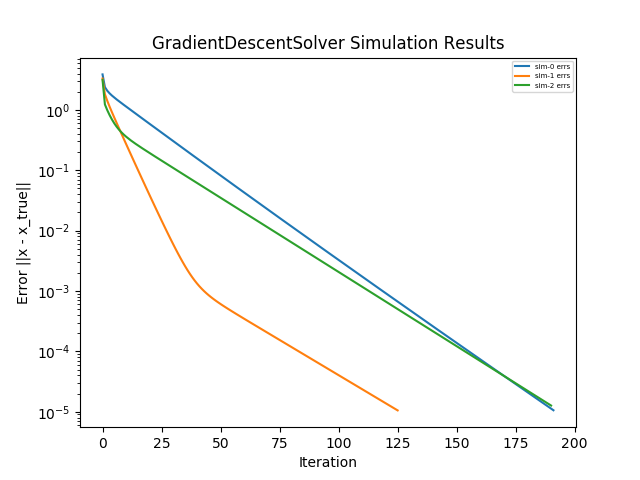 GradientDescentSolver Simulation Results
sim-0 errs
sim-1 errs
sim-2 errs
Error ||x - x_true||
10⁰
10⁻¹
10⁻²
10⁻³
10⁻⁴
10⁻⁵
0 25 50 75 100 125 150 175 200
Iteration